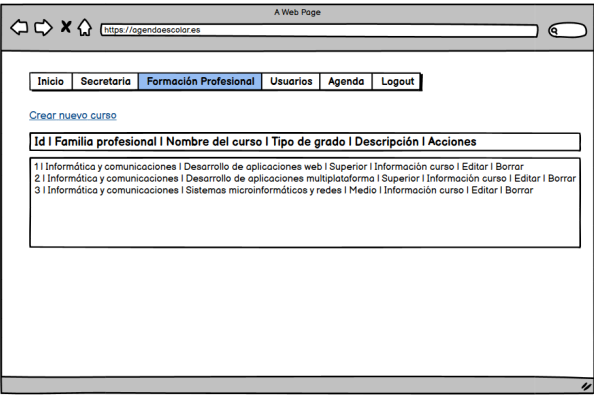 A Web Page
https://agendaescolar.es
Inicio Secretaria Formación Profesional Usuarios Agenda Logout
Crear nuevo curso
Id I Familia profesional I Nombre del curso I Tipo de grado I Descripción I Acciones
1 I Informática y comunicaciones I Desarrollo de aplicaciones web I Superior I Información curso I Editar I Borrar
2 I Informática y comunicaciones I Desarrollo de aplicaciones multiplataforma I Superior I Información curso I Editar I Borrar
3 I Informática y comunicaciones I Sistemas microinformáticos y redes I Medio I Información curso I Editar I Borrar